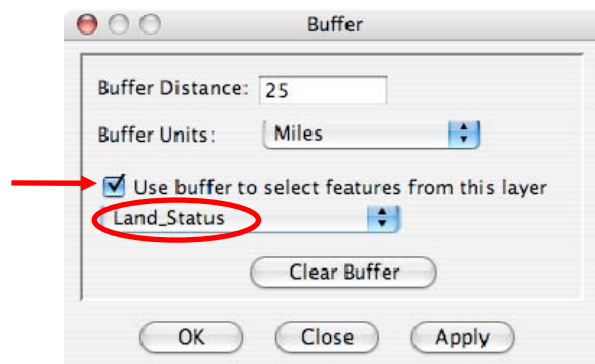 Buffer
Buffer Distance: 25
Buffer Units: Miles
Use buffer to select features from this layer
Land_Status
Clear Buffer
OK Close Apply